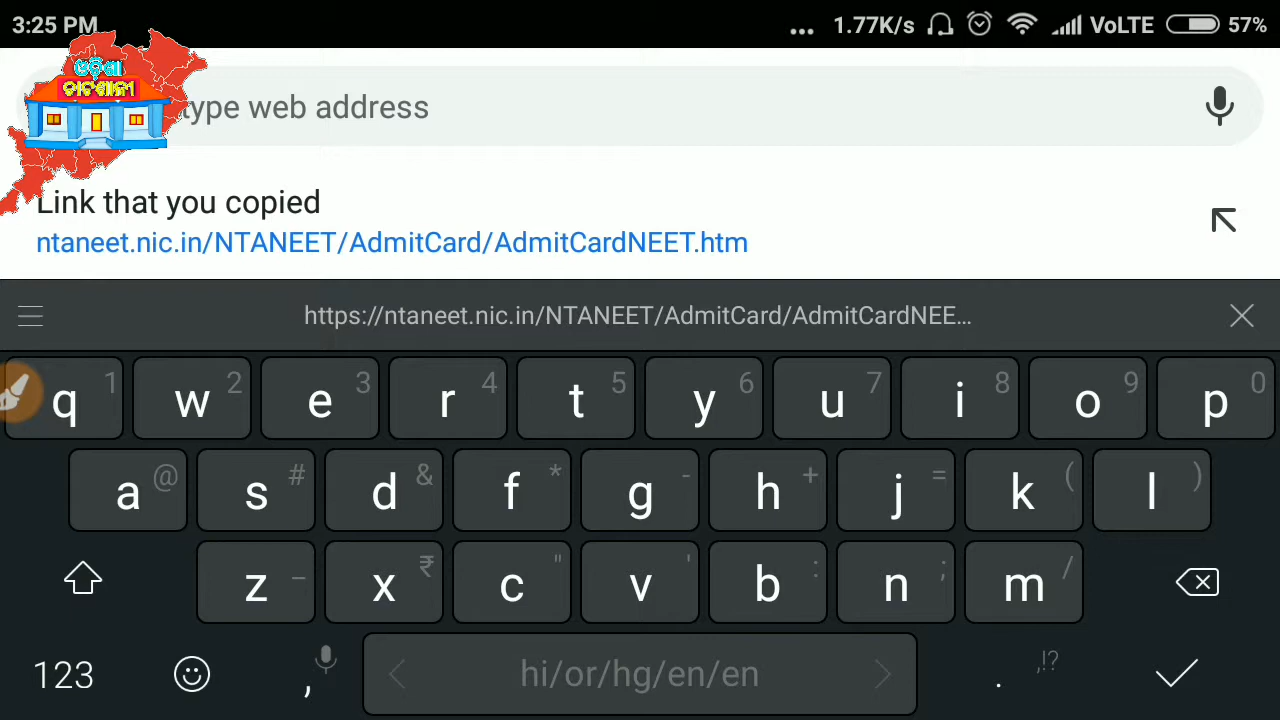 3:25 PM
... 1.77K/s VoLTE 57%
ଓଡ଼ିଶା
type web address
Link that you copied
ntaneet.nic.in/NTANEET/AdmitCard/AdmitCardNEET.htm
https://ntaneet.nic.in/NTANEET/AdmitCard/AdmitCardNEE...
q 1 w 2 e 3 r 4 t 5 y 6 u 7 i 8 o 9 p 0
a @ s # d & f * g - h + j = k ( l )
z _ x ₹ c " v ' b : n ; m /
123 , hi/or/hg/en/en . ,!?